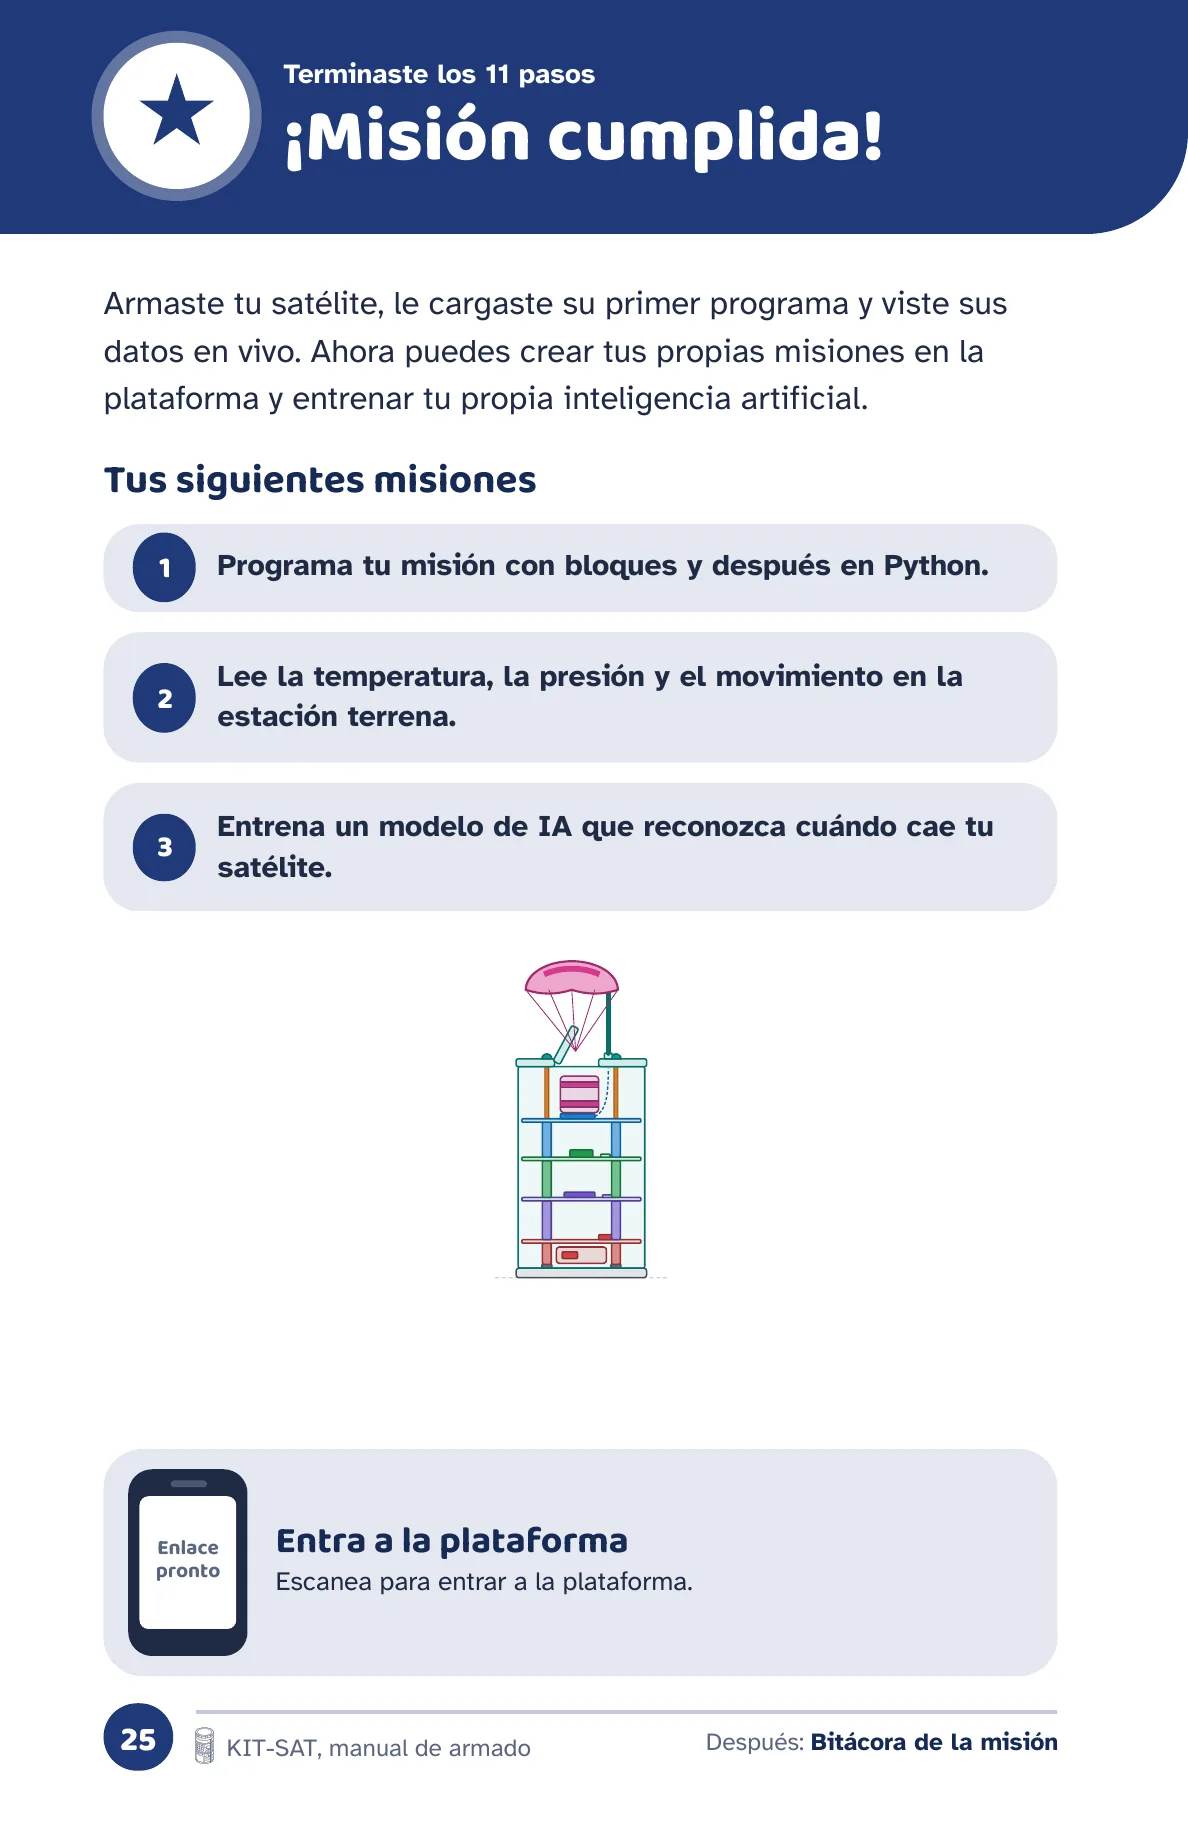 Terminaste los 11 pasos
¡Misión cumplida!
Armaste tu satélite, le cargaste su primer programa y viste sus
datos en vivo. Ahora puedes crear tus propias misiones en la
plataforma y entrenar tu propia inteligencia artificial.
Tus siguientes misiones
1 Programa tu misión con bloques y después en Python.
2 Lee la temperatura, la presión y el movimiento en la
estación terrena.
3 Entrena un modelo de IA que reconozca cuándo cae tu
satélite.
Enlace
pronto
Entra a la plataforma
Escanea para entrar a la plataforma.
25 KIT-SAT, manual de armado
Después: Bitácora de la misión